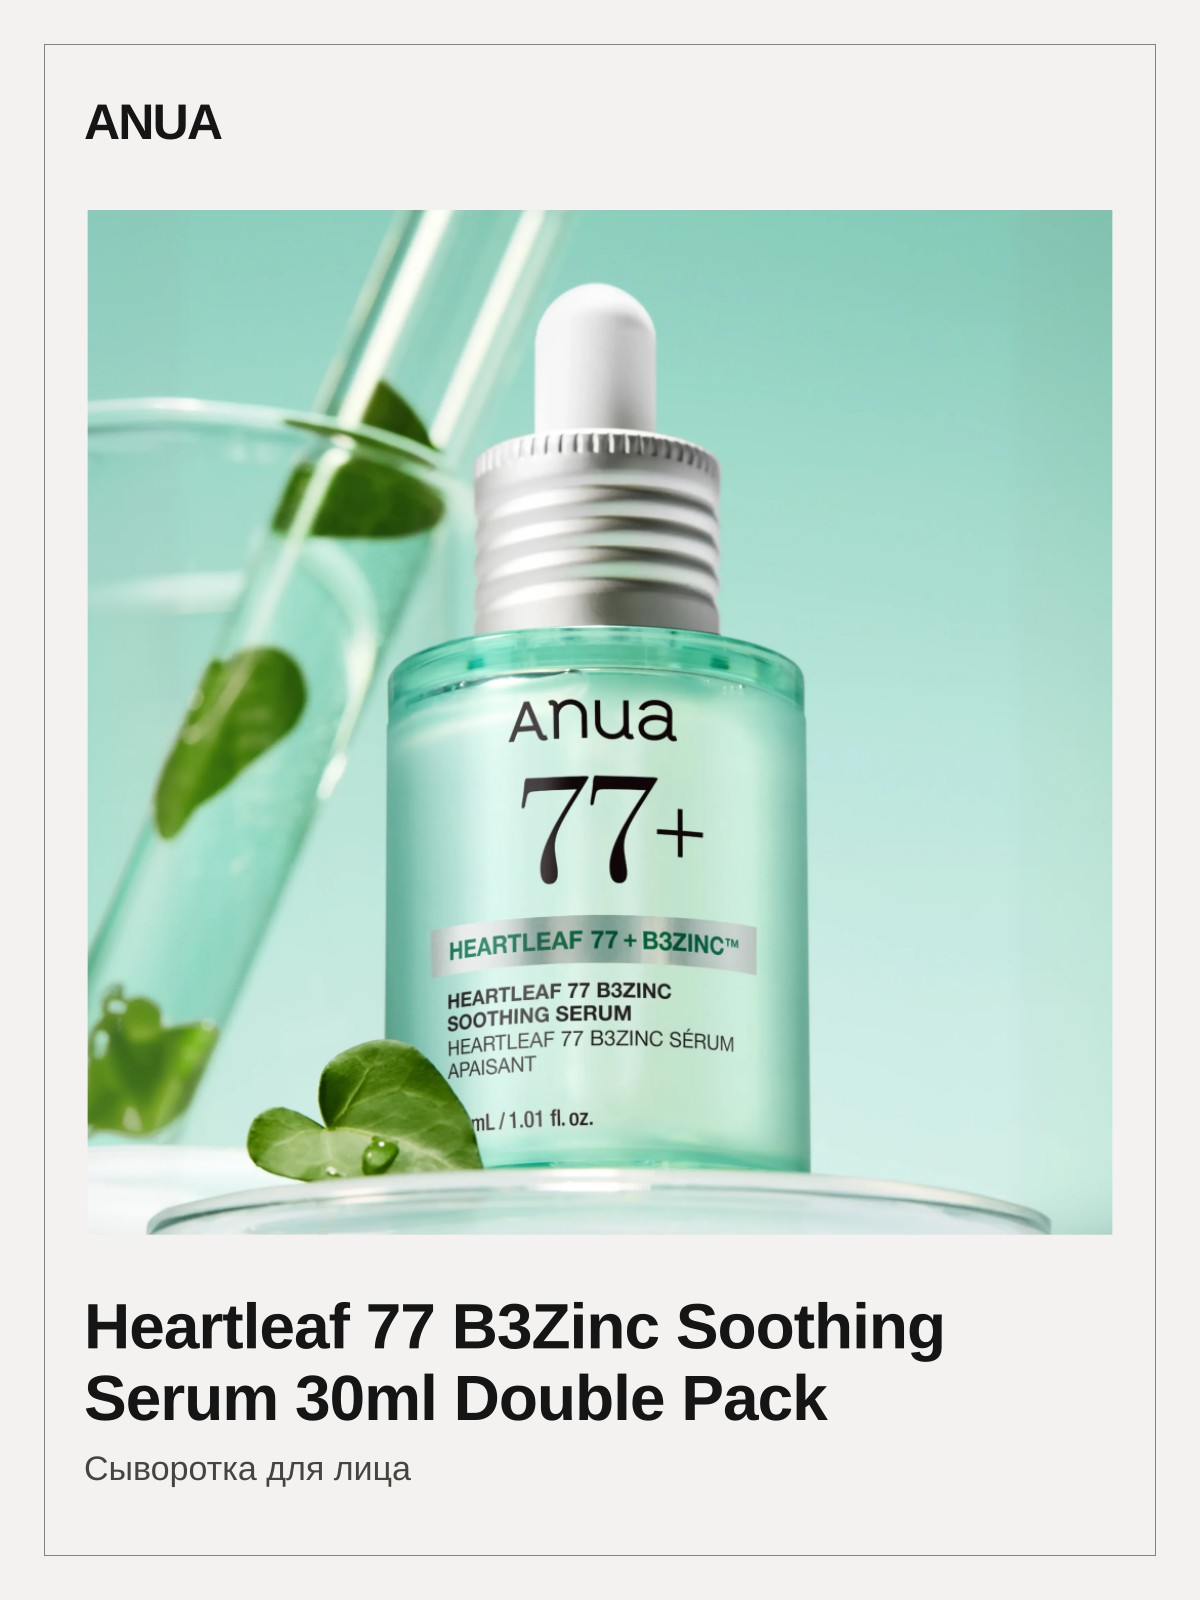 ANUA
Anua
77+
HEARTLEAF 77 + B3ZINC™
HEARTLEAF 77 B3ZINC
SOOTHING SERUM
HEARTLEAF 77 B3ZINC SÉRUM
APAISANT
mL / 1.01 fl. oz.
Heartleaf 77 B3Zinc Soothing
Serum 30ml Double Pack
Сыворотка для лица